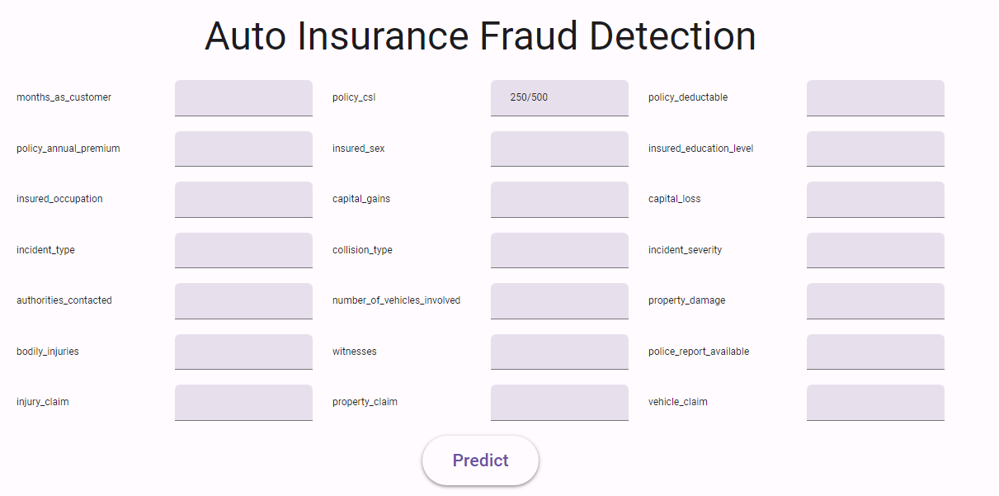 Auto Insurance Fraud Detection
months_as_customer policy_csl 250/500 policy_deductable
policy_annual_premium insured_sex insured_education_level
insured_occupation capital_gains capital_loss
incident_type collision_type incident_severity
authorities_contacted number_of_vehicles_involved property_damage
bodily_injuries witnesses police_report_available
injury_claim property_claim vehicle_claim
Predict